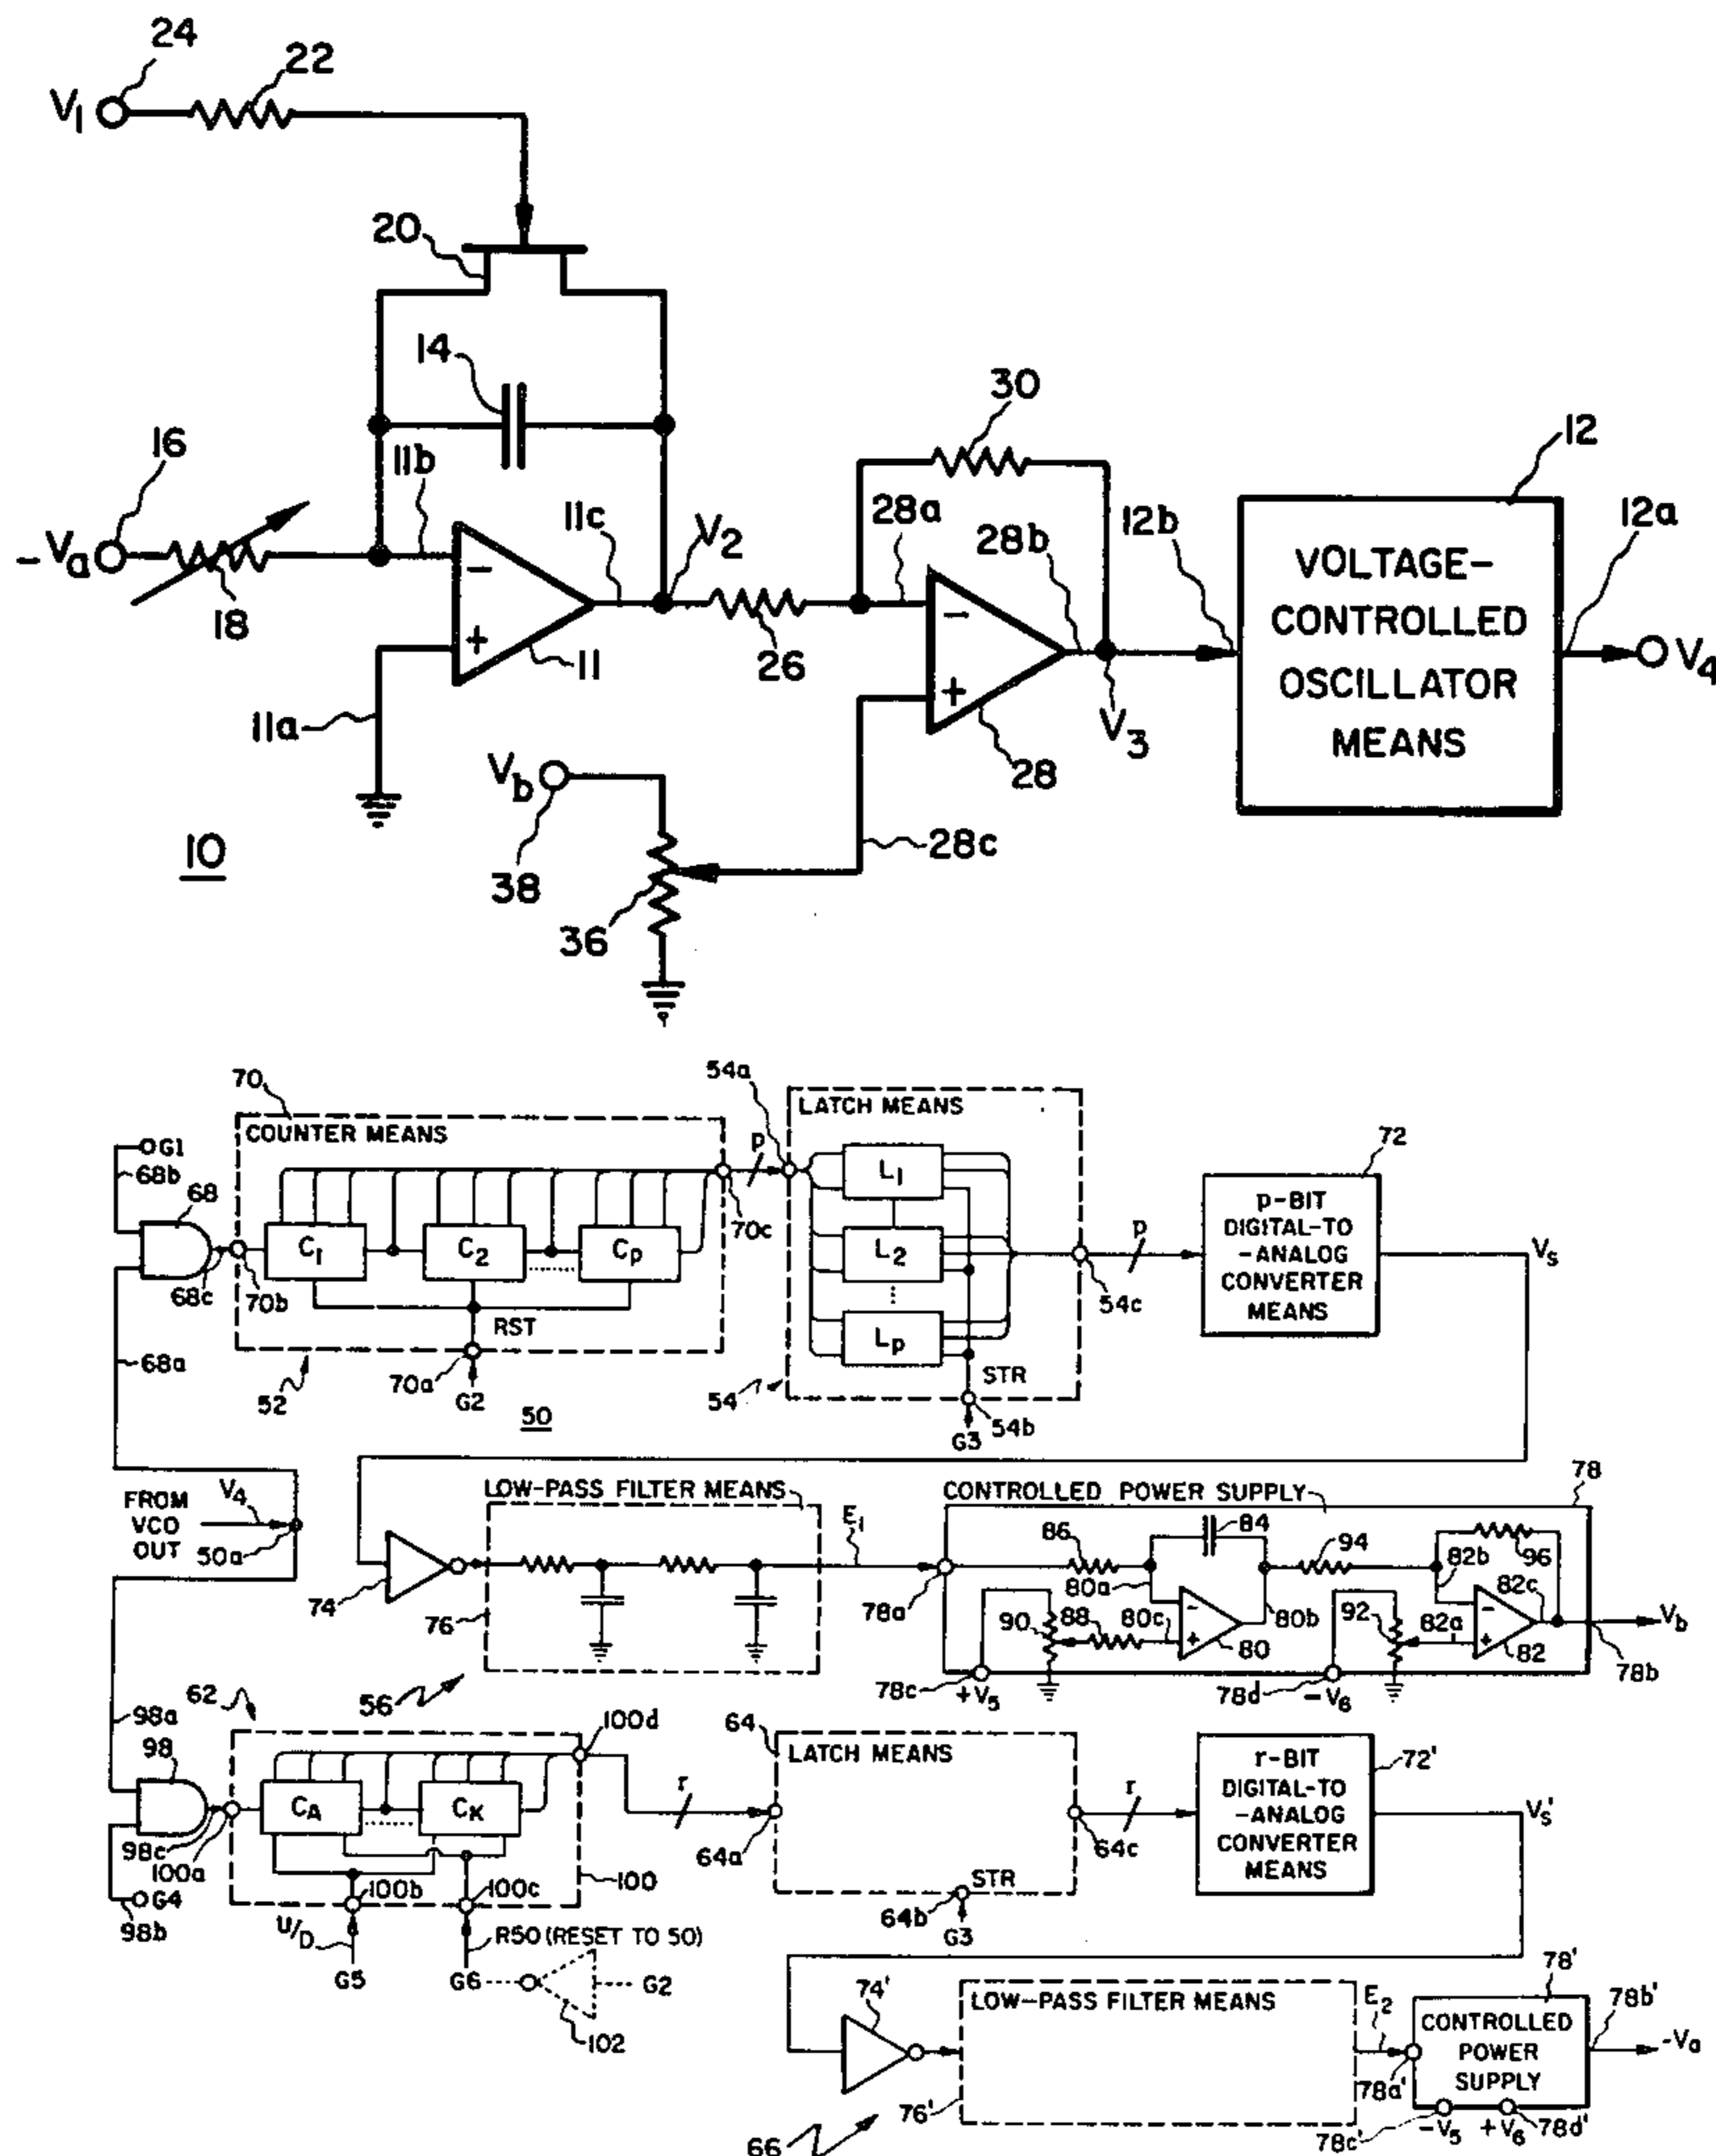 24
22
V1
20
14
16
11b
11c
V2
-Va
18
11
11a
26
30
28a
28b
12b
12
12a
VOLTAGE-
CONTROLLED
OSCILLATOR
MEANS
V4
V3
28
28c
Vb
38
36
10
70
COUNTER MEANS
G1
68b
68
C1
C2
Cp
68c
70b
70c
p
54a
LATCH MEANS
L1
L2
Lp
54c
p
72
p-BIT
DIGITAL-TO
-ANALOG
CONVERTER
MEANS
Vs
68a
52
RST
70a
G2
50
54
STR
54b
G3
FROM
VCO
OUT
V4
50a
LOW-PASS FILTER MEANS
E1
CONTROLLED POWER SUPPLY
78
74
76
78a
86
84
80a
80b
90
88
80c
80
94
82b
96
82c
92
82a
82
Vb
78b
78c
+V5
78d
-V6
56
62
98a
98
CA
CK
98c
100a
G4
98b
100b
100c
100
100d
U/D
G5
R50 (RESET TO 50)
G6
G2
102
r
64
LATCH MEANS
64a
STR
64b
G3
64c
r
72'
r-BIT
DIGITAL-TO
-ANALOG
CONVERTER
MEANS
Vs'
74'
LOW-PASS FILTER MEANS
76'
66
E2
78'
CONTROLLED
POWER
SUPPLY
78a'
78b'
-Va
78c'
-V5
+V6
78d'